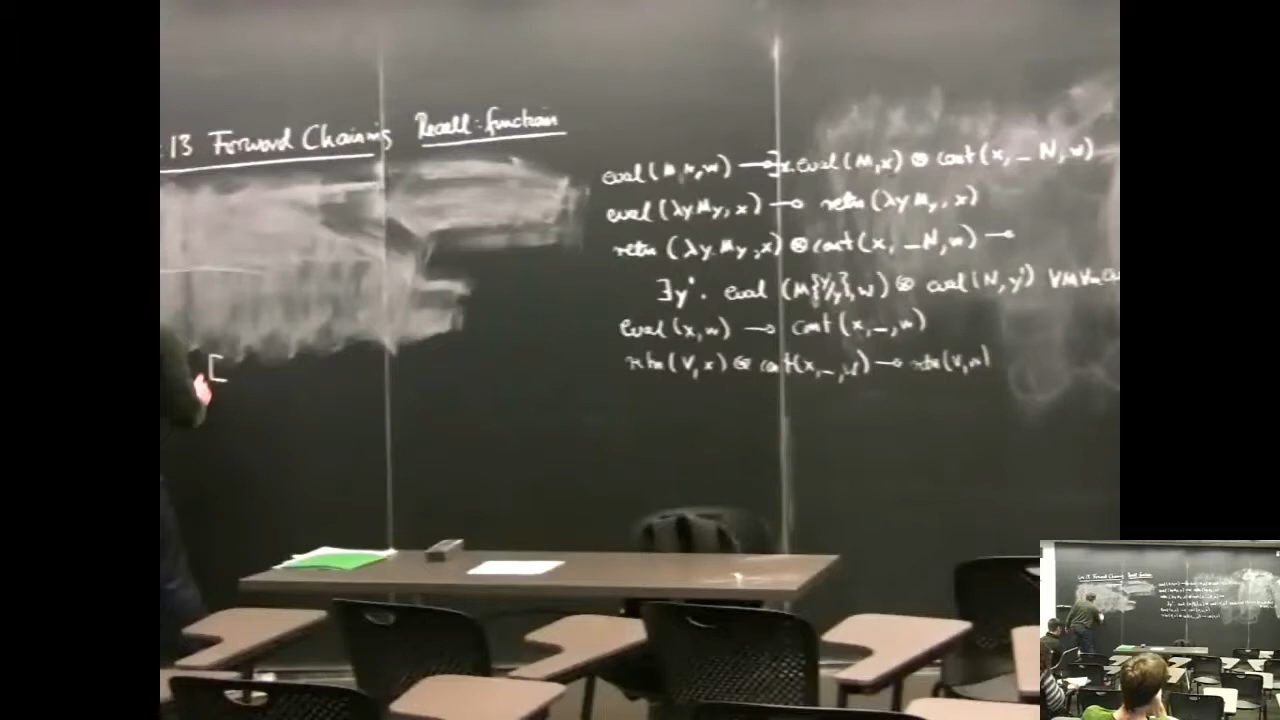 :13 Forward Chaining Recall: function
eval(M N, w) ⊸ ∃x. eval(M, x) ⊗ cont(x, _ N, w)
eval(λy.My, x) ⊸ retn(λy.My, x)
retn(λy.My, x) ⊗ cont(x, _ N, w) ⊸
∃y'. eval(M{y'/y}, w) ⊗ eval(N, y')
eval(x, w) ⊸ cont(x, _, w)
retn(V, x) ⊗ cont(x, _, w) ⊸ retn(V, w)
[